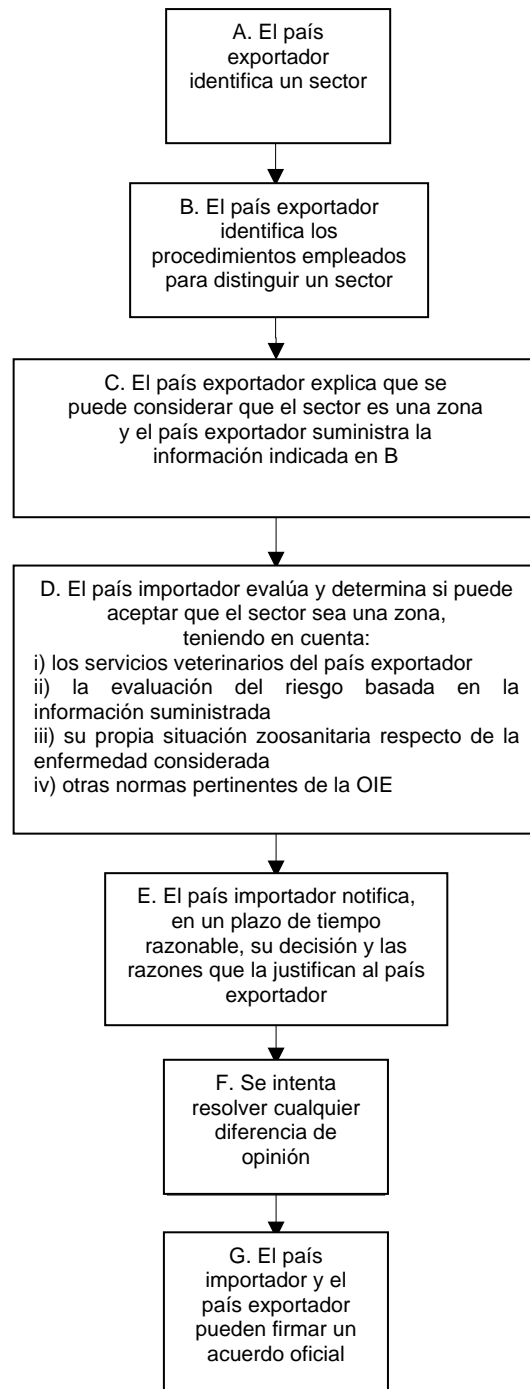 A. El país
exportador
identifica un sector
B. El país exportador
identifica los
procedimientos empleados
para distinguir un sector
C. El país exportador explica que se
puede considerar que el sector es una zona
y el país exportador suministra la
información indicada en B
D. El país importador evalúa y determina si puede
aceptar que el sector sea una zona,
teniendo en cuenta:
i) los servicios veterinarios del país exportador
ii) la evaluación del riesgo basada en la
información suministrada
iii) su propia situación zoosanitaria respecto de la
enfermedad considerada
iv) otras normas pertinentes de la OIE
E. El país importador notifica,
en un plazo de tiempo
razonable, su decisión y las
razones que la justifican al país
exportador
F. Se intenta
resolver cualquier
diferencia de
opinión
G. El país
importador y el
país exportador
pueden firmar un
acuerdo oficial